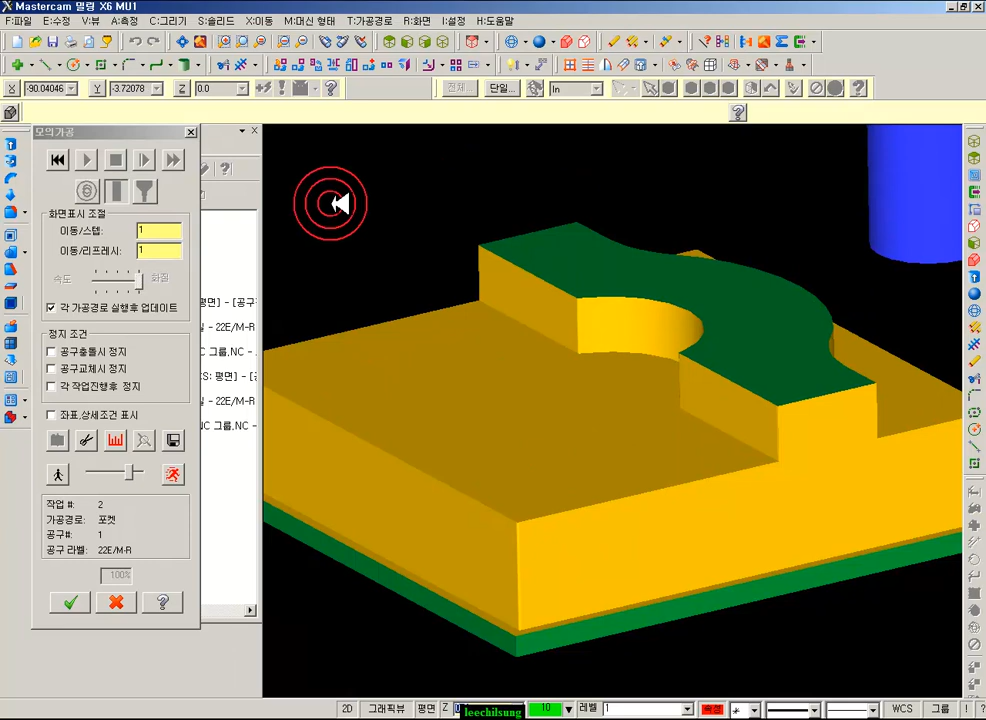 Mastercam 밀링 X6 MU1
F:파일 E:수정 V:뷰 A:측정 C:그리기 S:솔리드 X:이동 M:머신 형태 T:가공경로 R:화면 I:설정 H:도움말
X -90.04046 Y -3.72078 Z 0.0 전체... 단일... In
모의가공
화면표시 조절
이동/스텝: 1
이동/리프레시: 1
속도 화질
각 가공경로 실행후 업데이트
정지 조건
공구충돌시 정지
공구교체시 정지
각 작업진행후 정지
좌표,상세조건 표시
작업 #: 2
가공경로: 포켓
공구#: 1
공구 라벨: 22E/M-R
100%
평면] - [공구
일 - 22E/M-R
NC 그룹,NC -
CS: 평면] - [공
일 - 22E/M-R
NC 그룹,NC -
2D 그래픽뷰 평면 Z 10 레벨 1 속성 WCS 그룹 ! ?
leechilsung